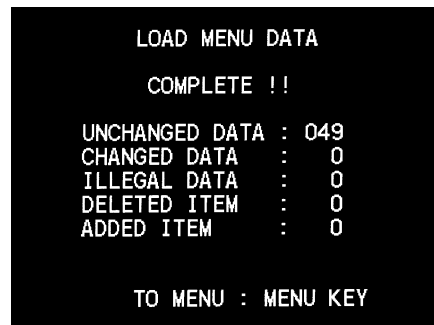 LOAD MENU DATA
COMPLETE !!
UNCHANGED DATA : 049
CHANGED DATA : 0
ILLEGAL DATA : 0
DELETED ITEM : 0
ADDED ITEM : 0
TO MENU : MENU KEY